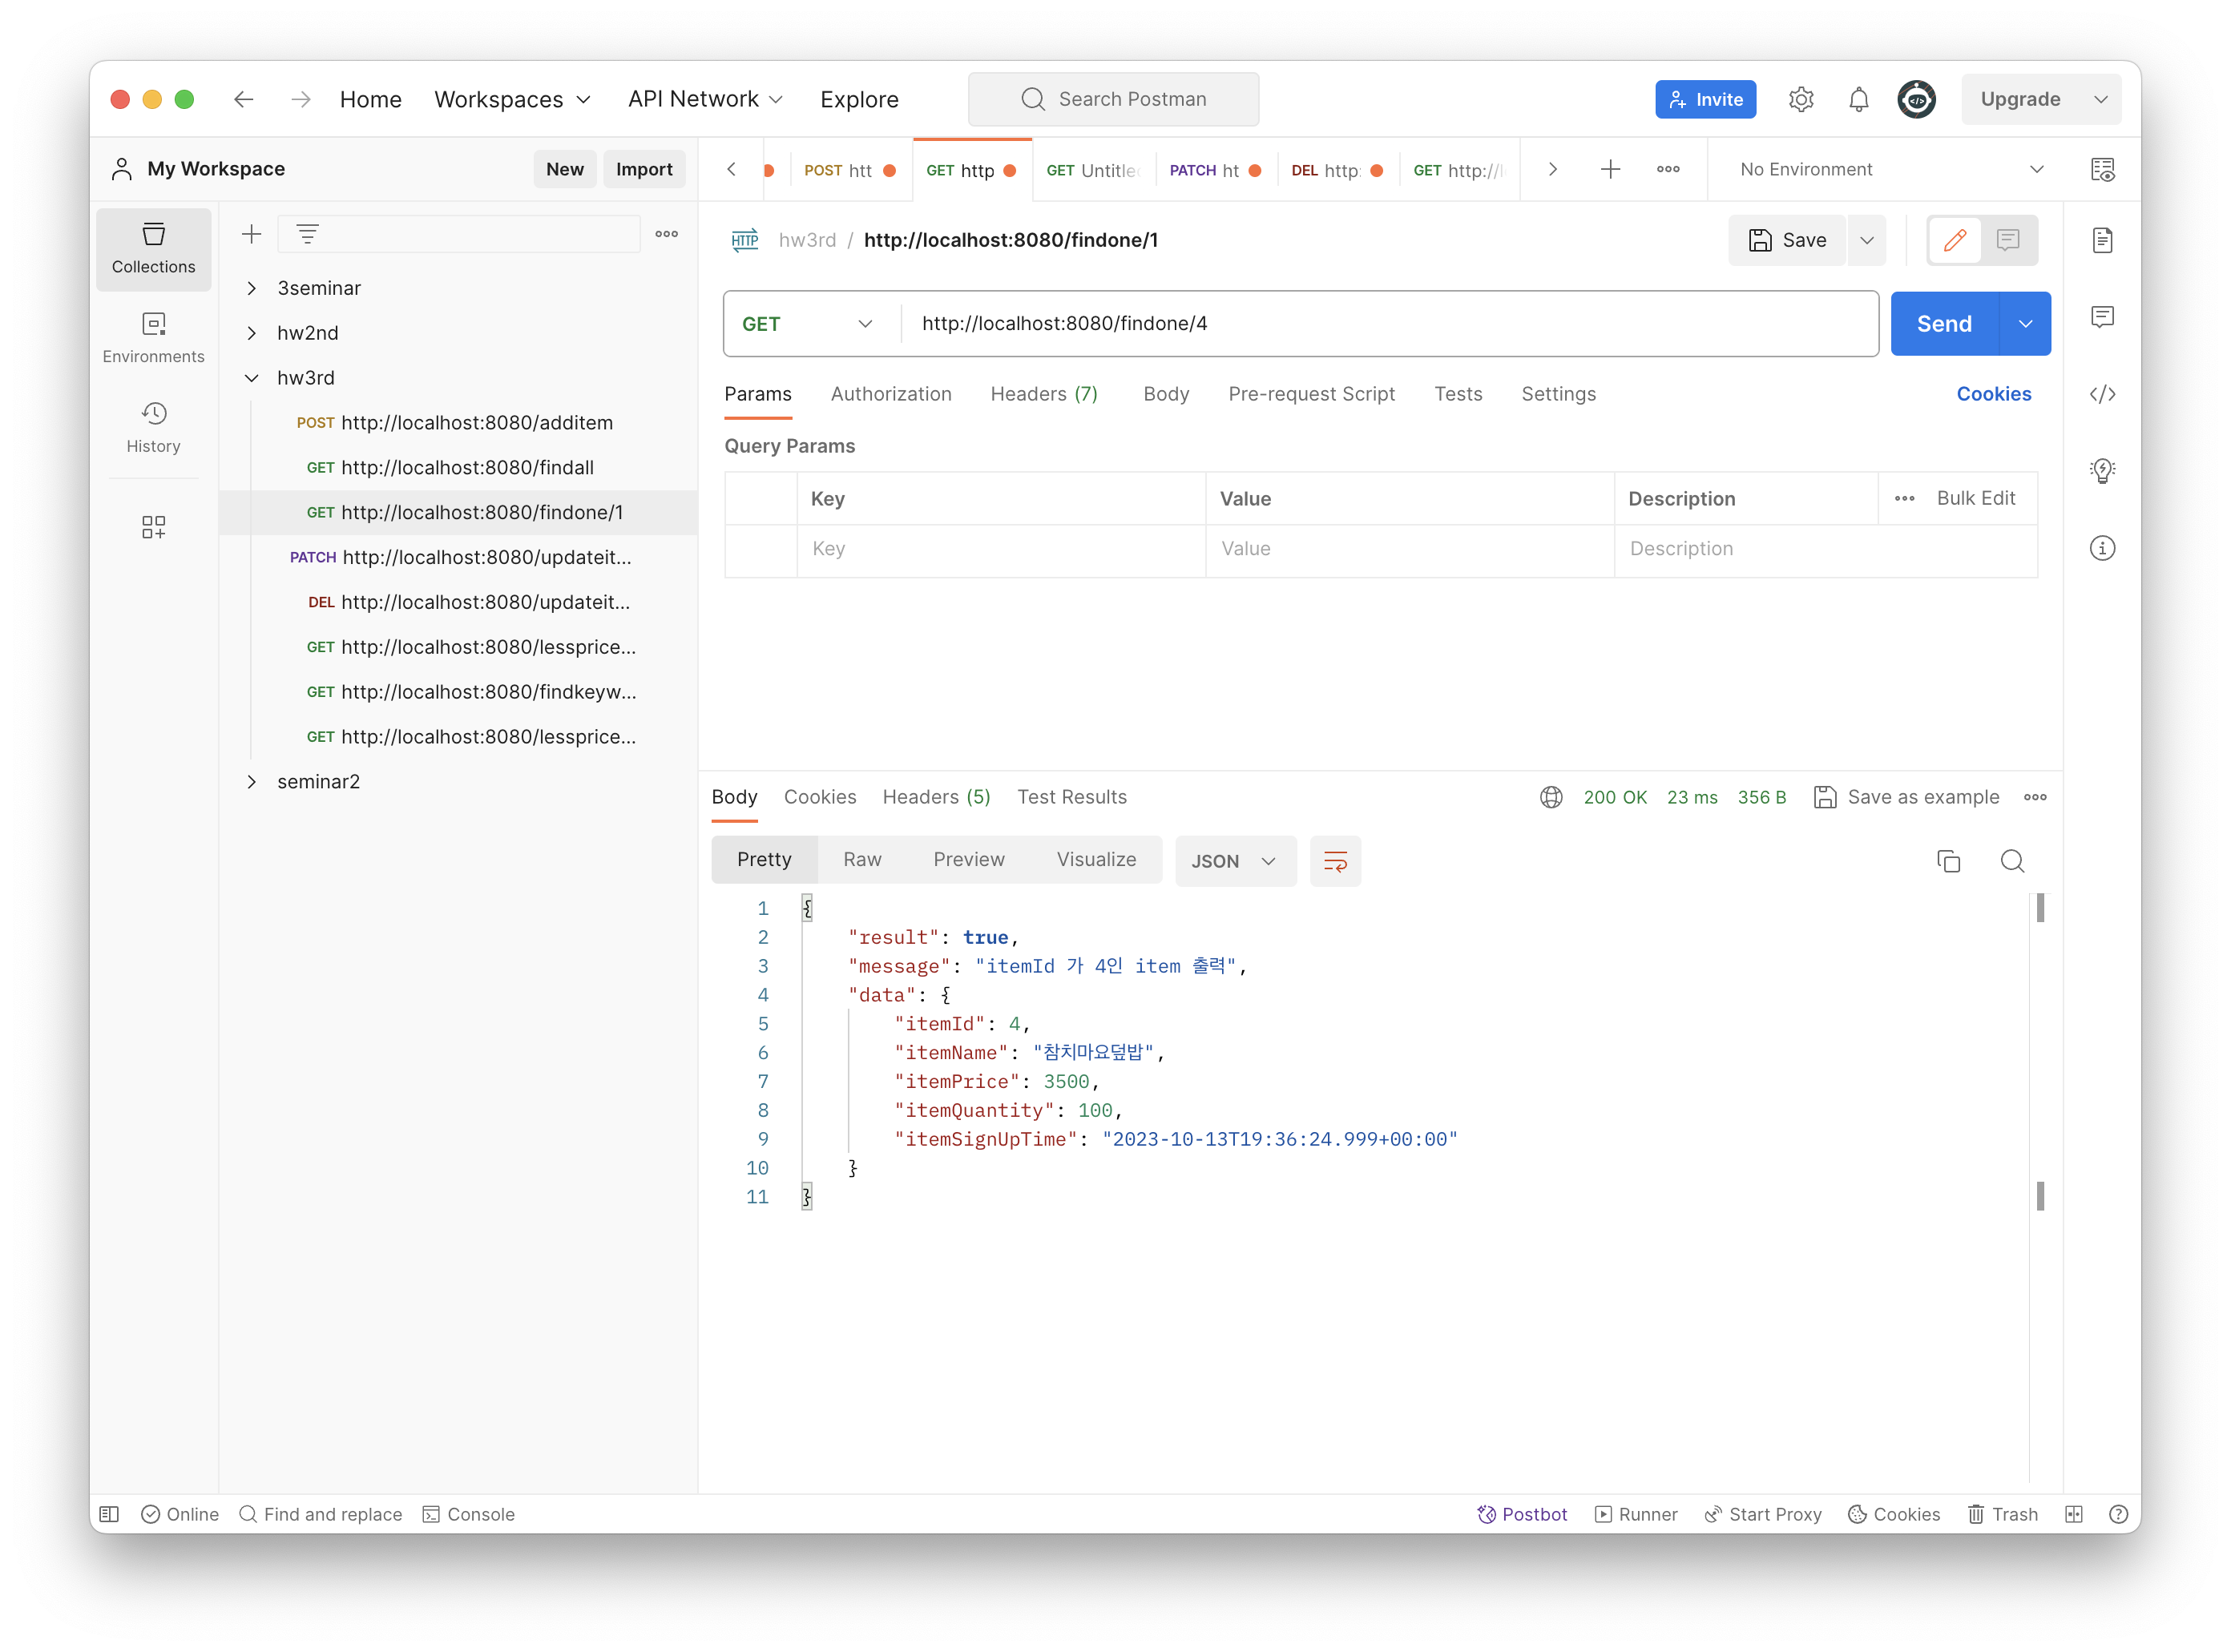 Home Workspaces API Network Explore Search Postman Invite Upgrade
My Workspace New Import
POST htt GET http GET Untitle PATCH ht DEL http: GET http://l No Environment
Collections
Environments
History
3seminar
hw2nd
hw3rd
POST http://localhost:8080/additem
GET http://localhost:8080/findall
GET http://localhost:8080/findone/1
PATCH http://localhost:8080/updateit...
DEL http://localhost:8080/updateit...
GET http://localhost:8080/lessprice...
GET http://localhost:8080/findkeyw...
GET http://localhost:8080/lessprice...
seminar2
HTTP hw3rd / http://localhost:8080/findone/1 Save
GET http://localhost:8080/findone/4 Send
Params Authorization Headers (7) Body Pre-request Script Tests Settings Cookies
Query Params
Key Value Description Bulk Edit
Key Value Description
Body Cookies Headers (5) Test Results 200 OK 23 ms 356 B Save as example
Pretty Raw Preview Visualize JSON
1 {
2 "result": true,
3 "message": "itemId 가 4인 item 출력",
4 "data": {
5 "itemId": 4,
6 "itemName": "참치마요덮밥",
7 "itemPrice": 3500,
8 "itemQuantity": 100,
9 "itemSignUpTime": "2023-10-13T19:36:24.999+00:00"
10 }
11 }
Online Find and replace Console Postbot Runner Start Proxy Cookies Trash